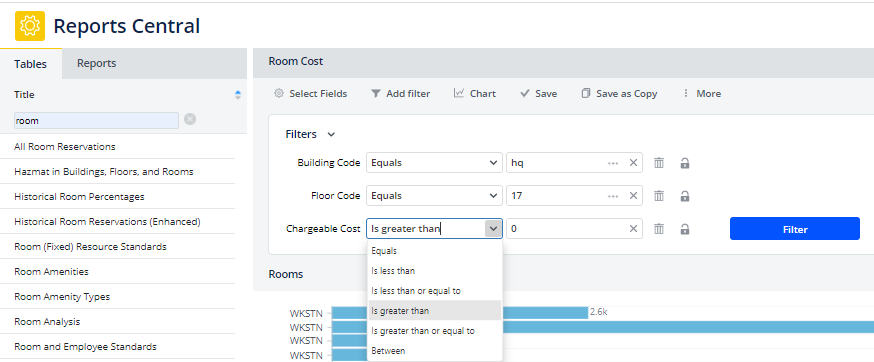 Reports Central
Tables Reports
Title
room
All Room Reservations
Hazmat in Buildings, Floors, and Rooms
Historical Room Percentages
Historical Room Reservations (Enhanced)
Room (Fixed) Resource Standards
Room Amenities
Room Amenity Types
Room Analysis
Room and Employee Standards
Room Cost
Select Fields Add filter Chart Save Save as Copy More
Filters
Building Code Equals hq
Floor Code Equals 17
Chargeable Cost Is greater than 0 Filter
Equals
Is less than
Is less than or equal to
Is greater than
Is greater than or equal to
Between
Rooms
WKSTN 2.6k
WKSTN
WKSTN
WKSTN